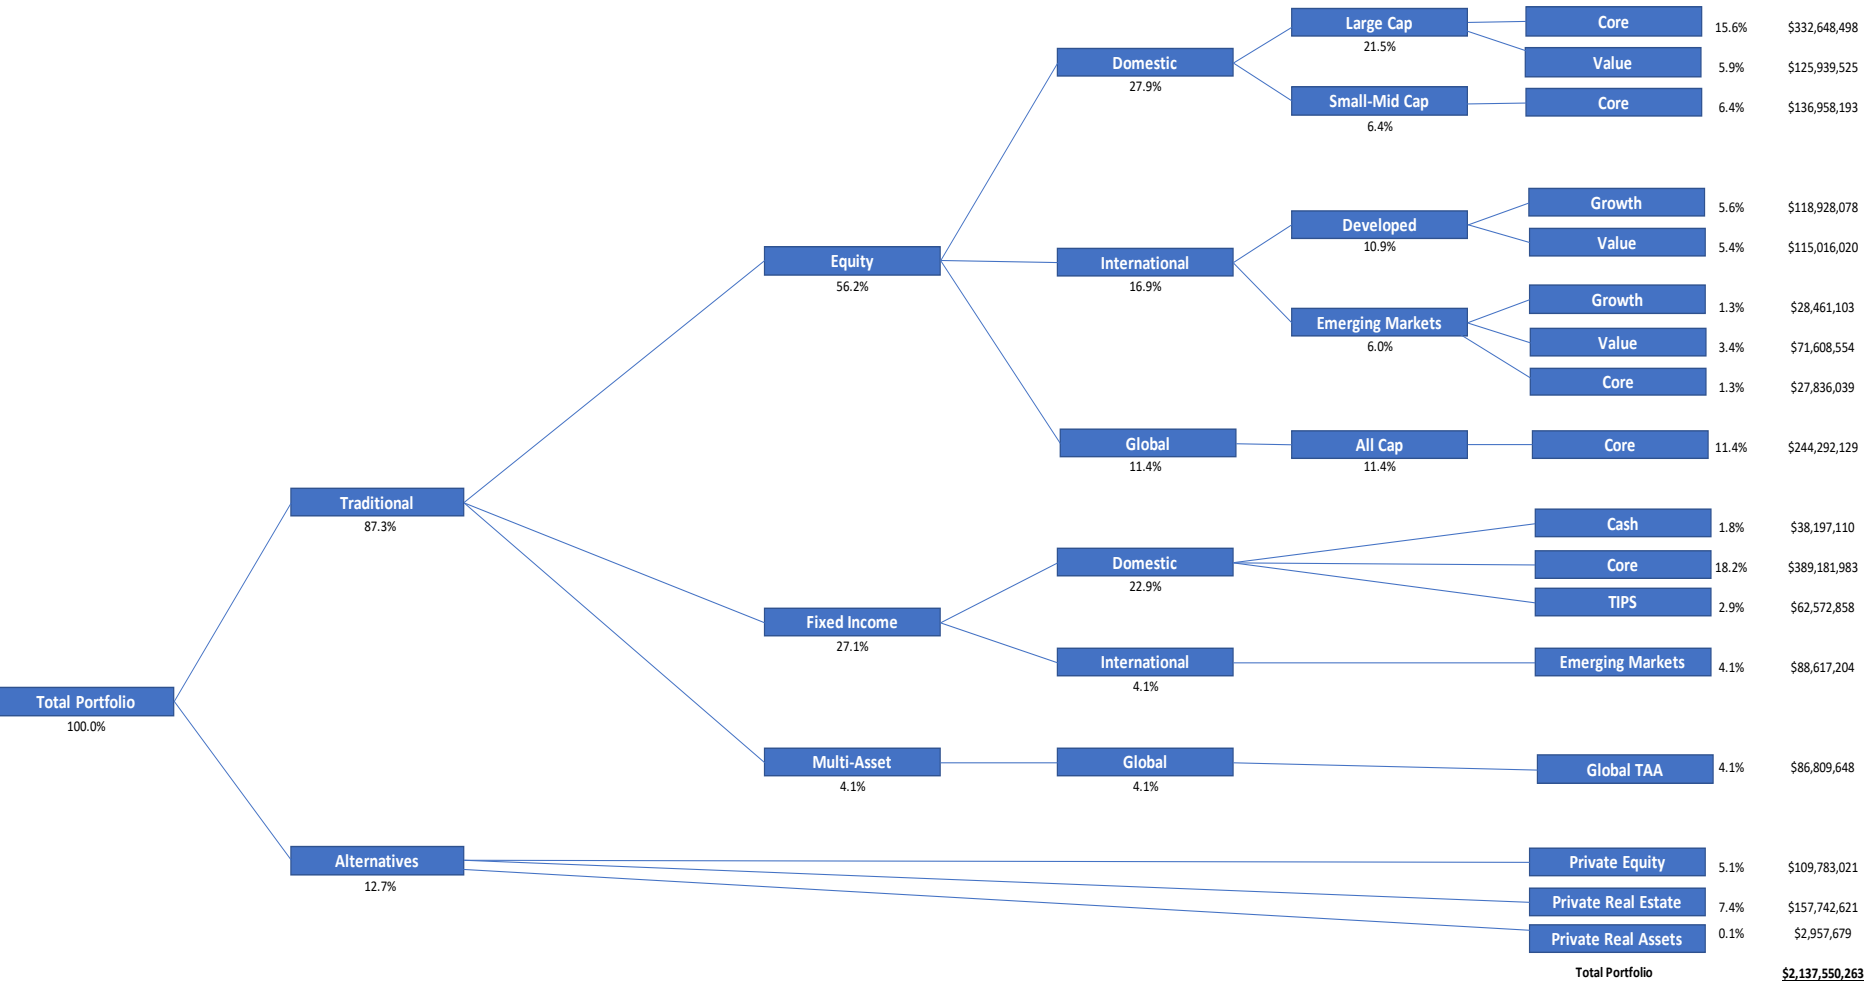 Large Cap
Core
15.6%
$332,648,498
21.5%
Domestic
Value
5.9%
$125,939,525
27.9%
Small-Mid Cap
Core
6.4%
$136,958,193
6.4%
Growth
5.6%
$118,928,078
Developed
10.9%
Value
5.4%
$115,016,020
Equity
56.2%
International
16.9%
Growth
1.3%
$28,461,103
Emerging Markets
6.0%
Value
3.4%
$71,608,554
Core
1.3%
$27,836,039
Global
11.4%
All Cap
11.4%
Core
11.4%
$244,292,129
Traditional
87.3%
Cash
1.8%
$38,197,110
Domestic
22.9%
Core
18.2%
$389,181,983
TIPS
2.9%
$62,572,858
Fixed Income
27.1%
International
4.1%
Emerging Markets
4.1%
$88,617,204
Total Portfolio
100.0%
Multi-Asset
4.1%
Global
4.1%
Global TAA
4.1%
$86,809,648
Alternatives
12.7%
Private Equity
5.1%
$109,783,021
Private Real Estate
7.4%
$157,742,621
Private Real Assets
0.1%
$2,957,679
Total Portfolio
$2,137,550,263